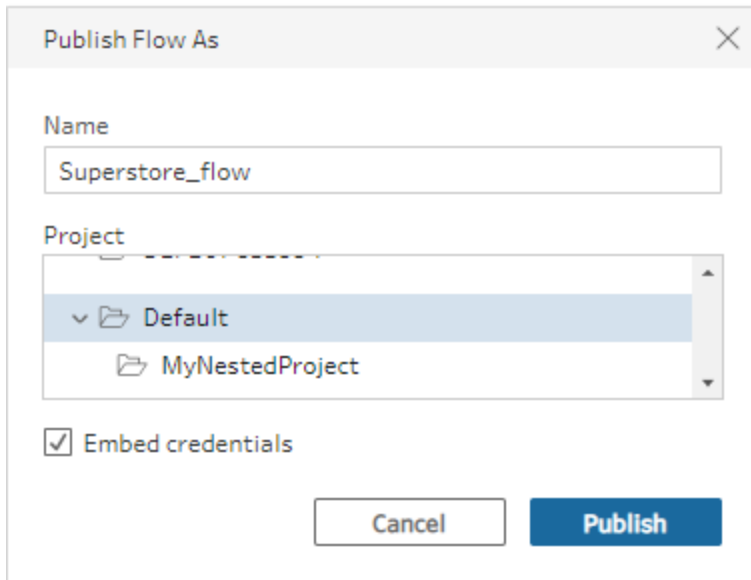 Publish Flow As
Name
Superstore_flow
Project
Default
MyNestedProject
Embed credentials
Cancel
Publish